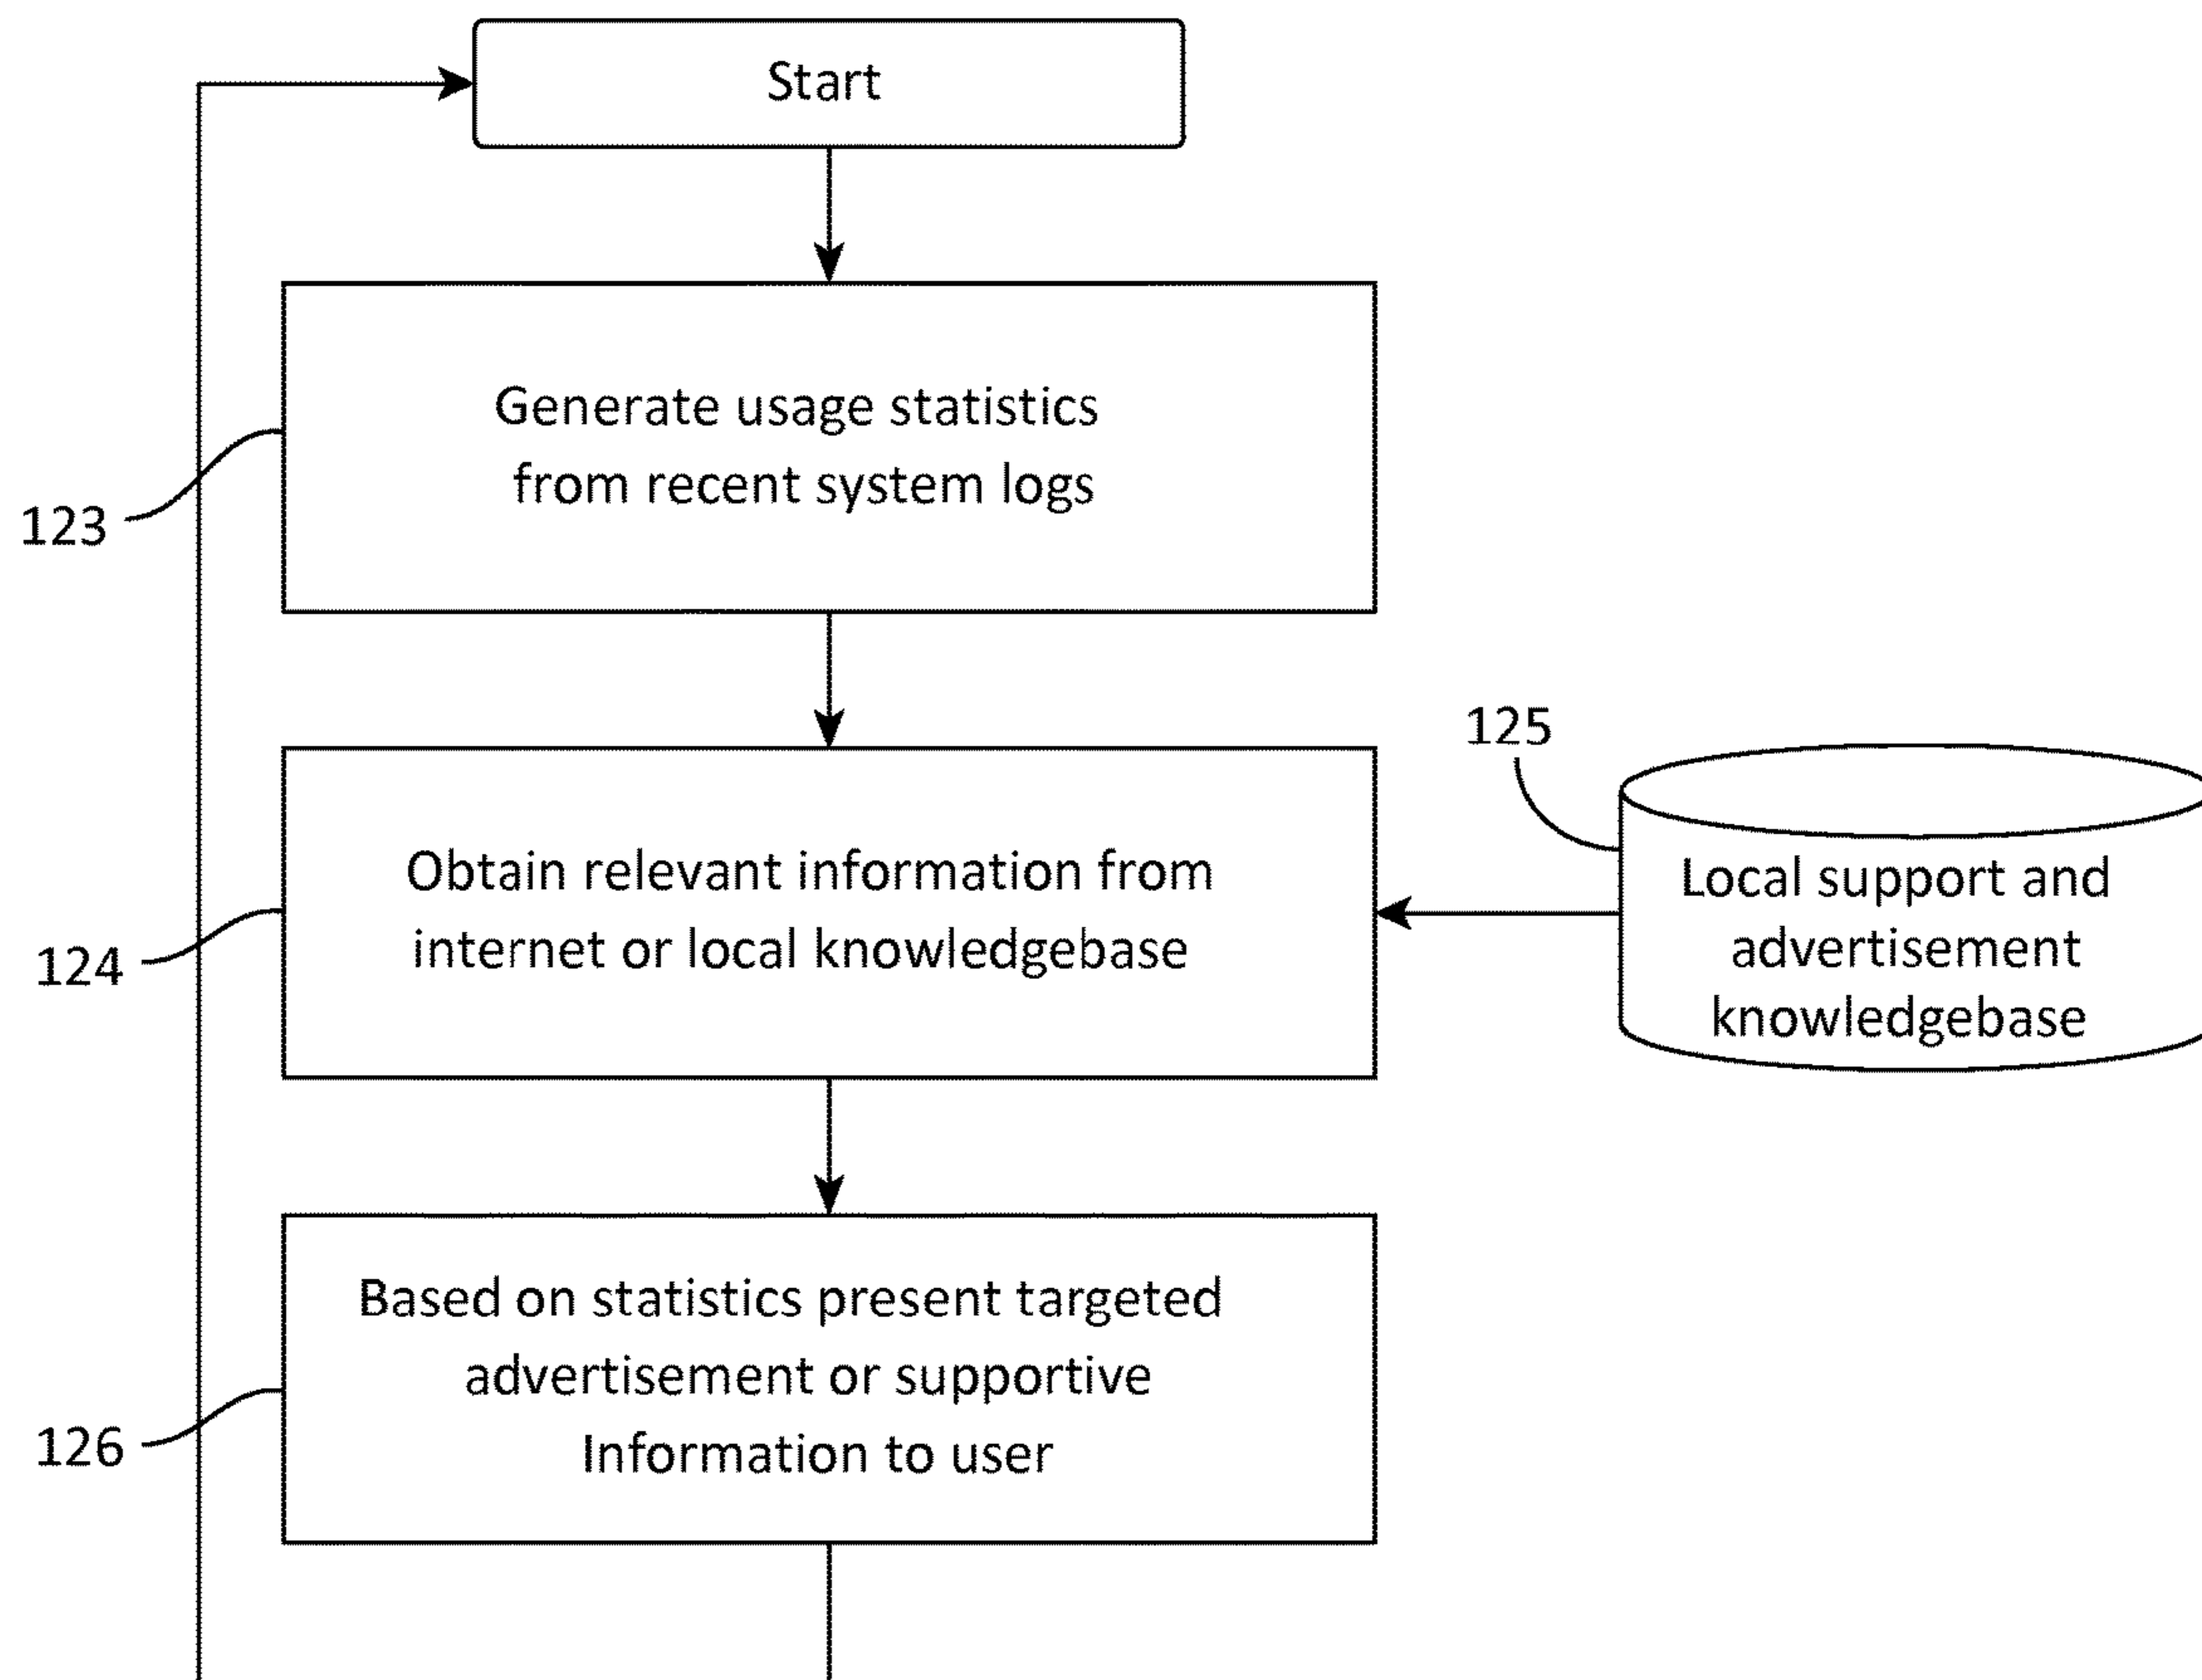 Start
Generate usage statistics
from recent system logs
123
125
Obtain relevant information from
internet or local knowledgebase
124
Local support and
advertisement
knowledgebase
Based on statistics present targeted
advertisement or supportive
Information to user
126